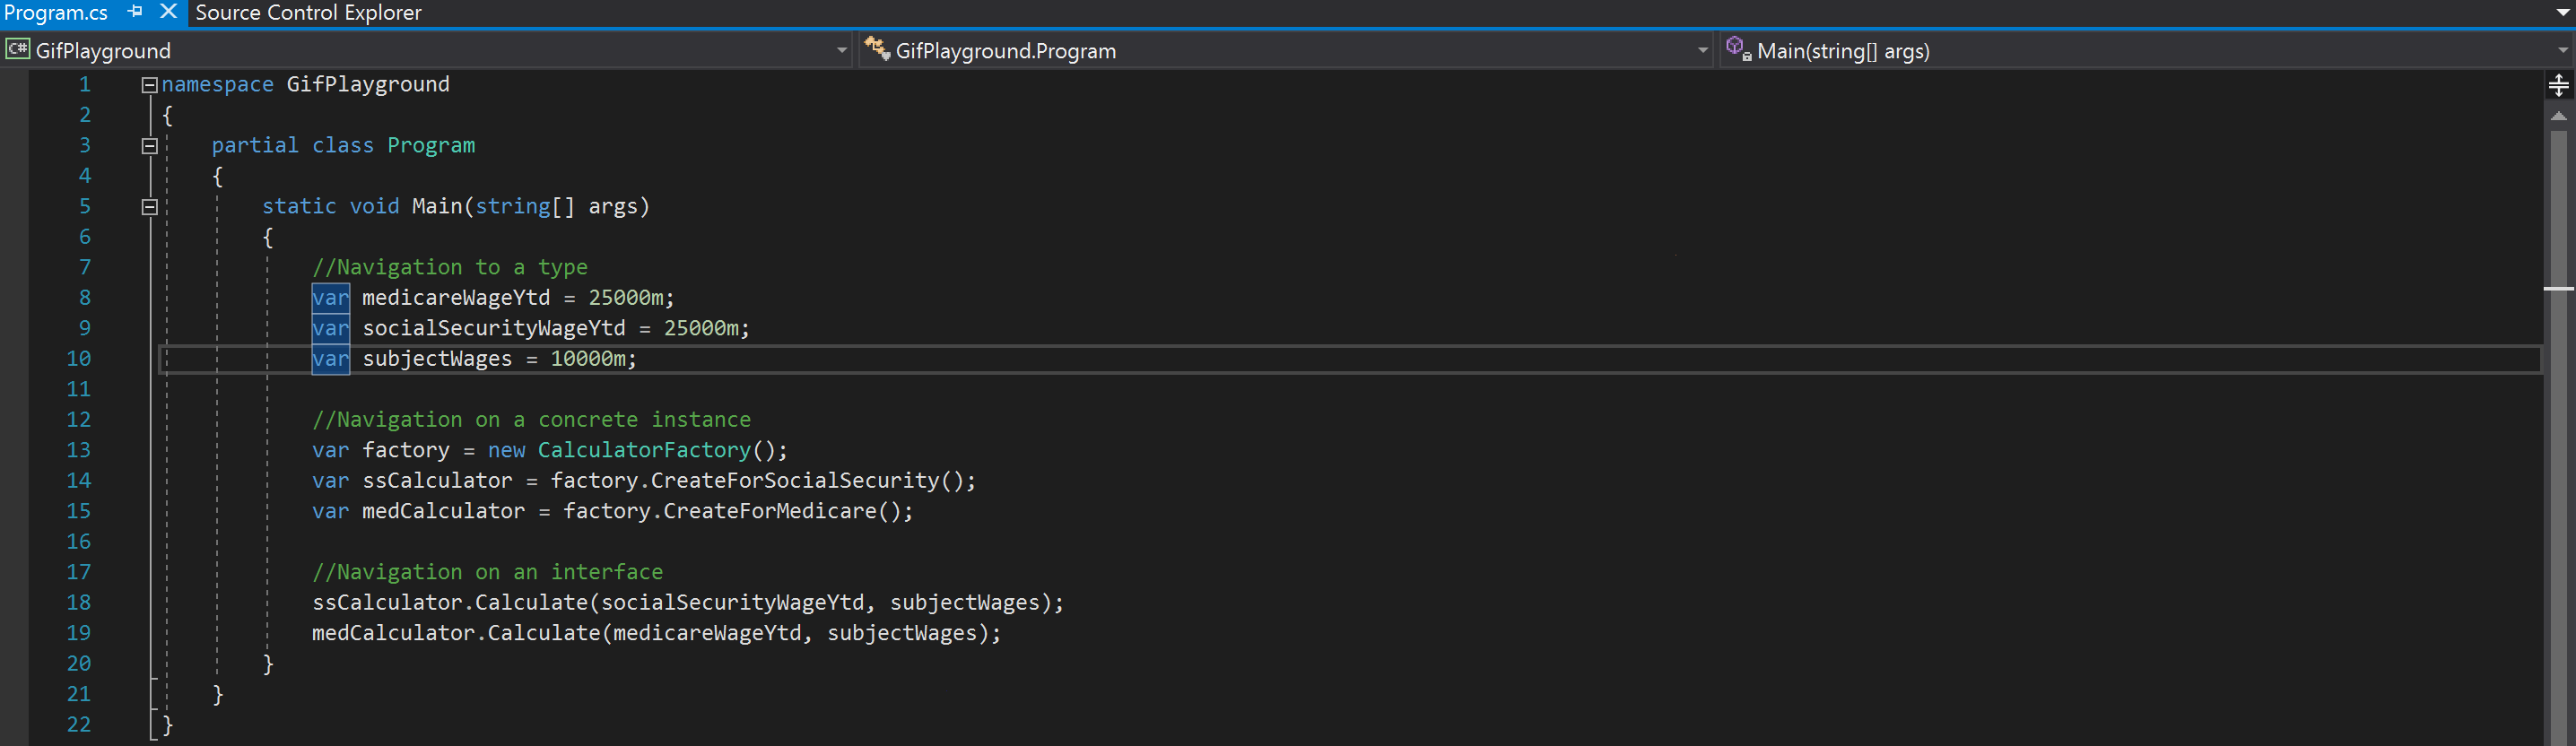 Program.cs Source Control Explorer
C# GifPlayground GifPlayground.Program Main(string[] args)
1 namespace GifPlayground
2 {
3     partial class Program
4     {
5         static void Main(string[] args)
6         {
7             //Navigation to a type
8             var medicareWageYtd = 25000m;
9             var socialSecurityWageYtd = 25000m;
10             var subjectWages = 10000m;
11
12             //Navigation on a concrete instance
13             var factory = new CalculatorFactory();
14             var ssCalculator = factory.CreateForSocialSecurity();
15             var medCalculator = factory.CreateForMedicare();
16
17             //Navigation on an interface
18             ssCalculator.Calculate(socialSecurityWageYtd, subjectWages);
19             medCalculator.Calculate(medicareWageYtd, subjectWages);
20         }
21     }
22 }